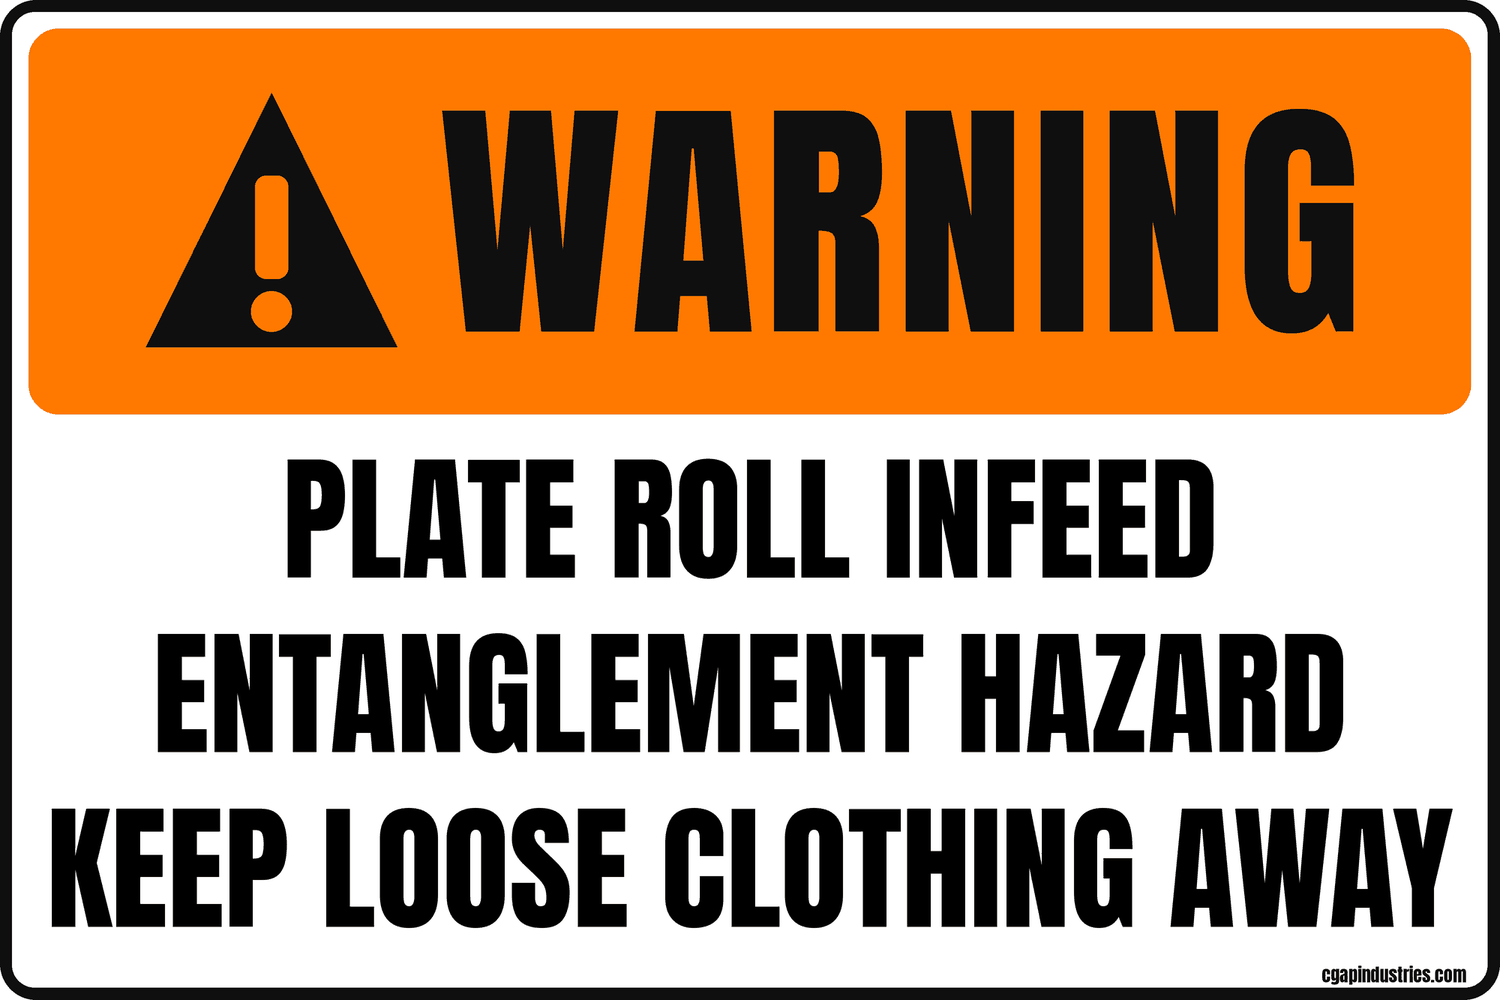 WARNING
PLATE ROLL INFEED
ENTANGLEMENT HAZARD
KEEP LOOSE CLOTHING AWAY
cgapindustries.com